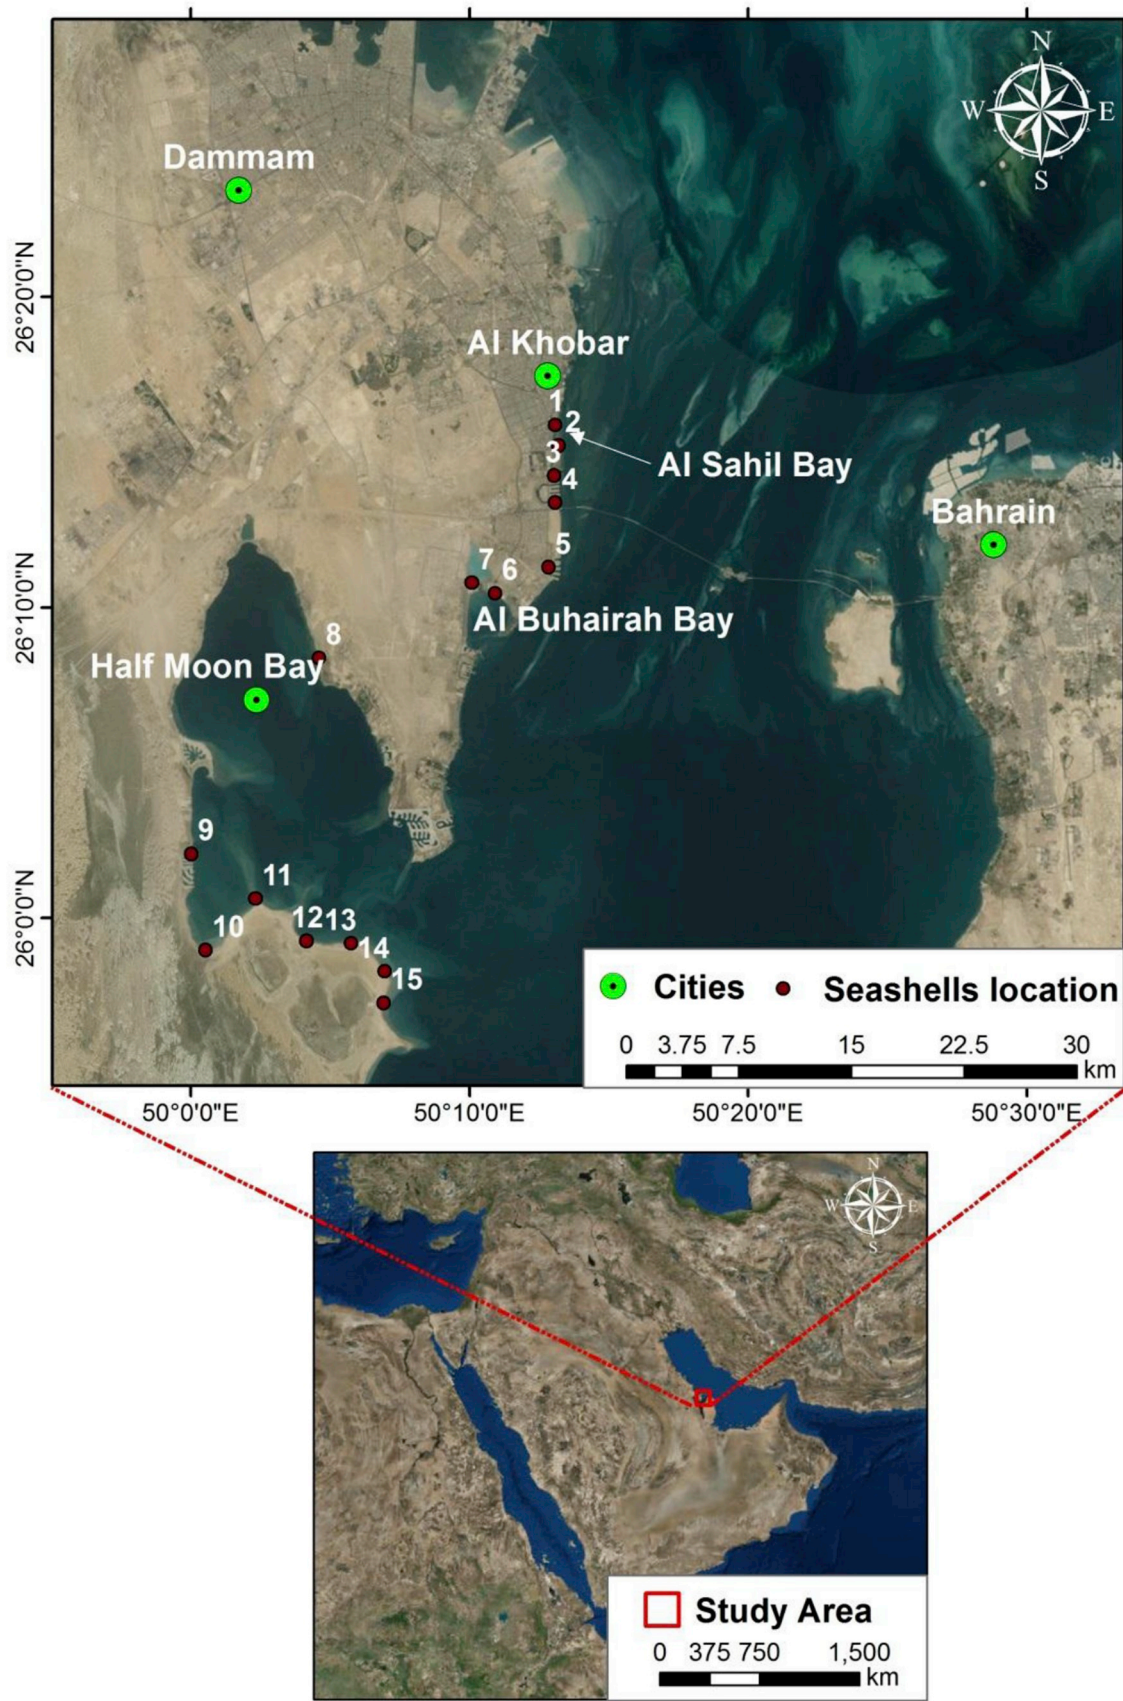 N
W E
S
Dammam
26°20'0"N
Al Khobar
1
2
3
Al Sahil Bay
4
Bahrain
5
7
6
26°10'0"N
Al Buhairah Bay
8
Half Moon Bay
9
11
26°0'0"N
10
12 13
14
15
Cities
Seashells location
0 3.75 7.5 15 22.5 30
km
50°0'0"E 50°10'0"E 50°20'0"E 50°30'0"E
N
W E
S
Study Area
0 375 750 1,500
km